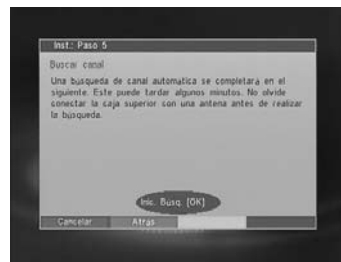 Inst.: Paso 5
Buscar canal
Una búsqueda de canal automática se completará en el
siguiente. Este puede tardar algunos minutos. No olvide
conectar la caja superior con una antena antes de realizar
la búsqueda.
Inic. Busq. [OK]
Cancelar
Atrás